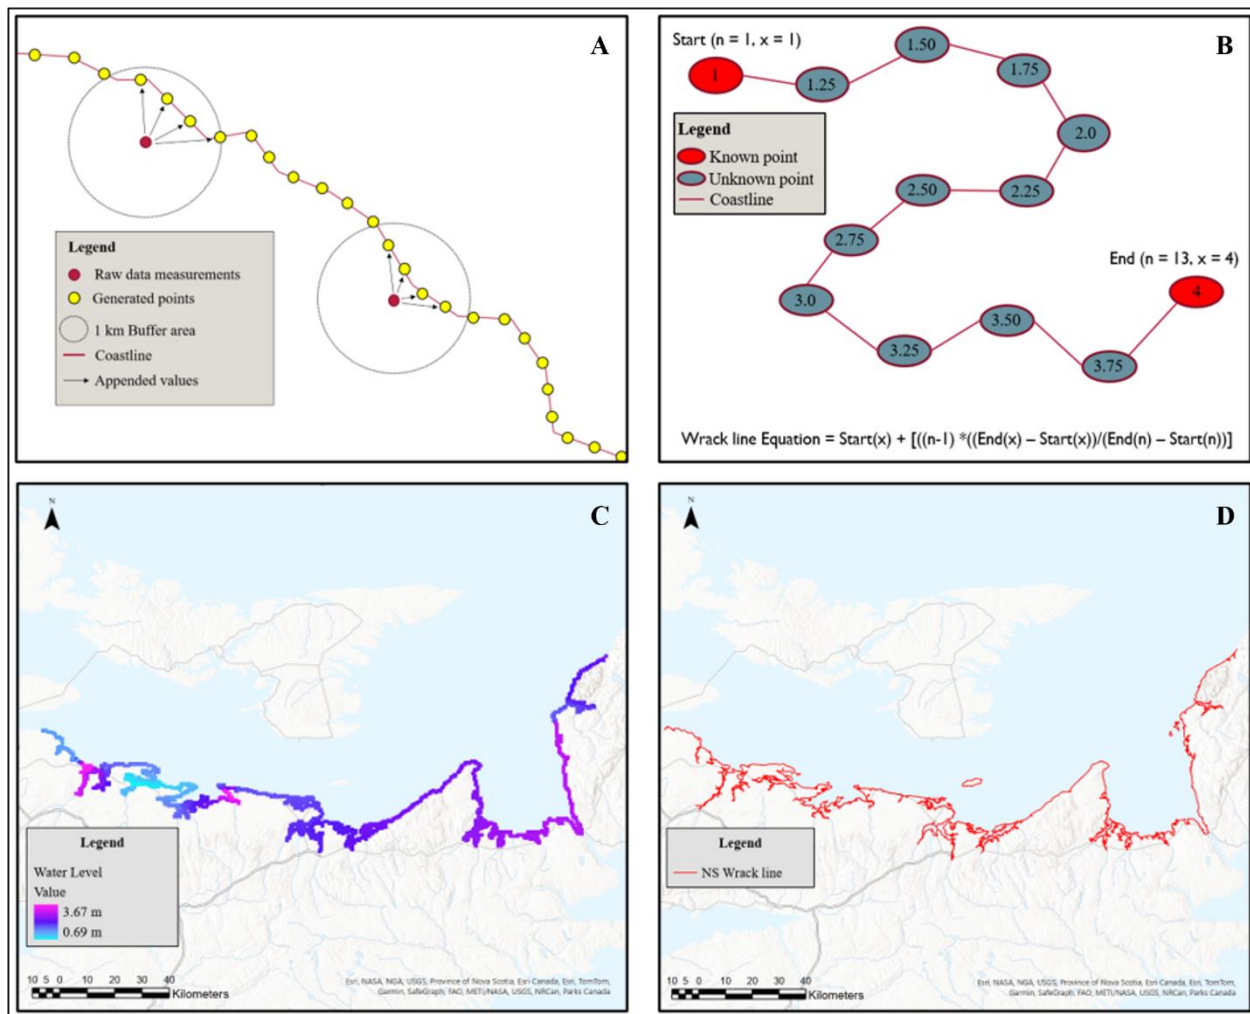 A
Legend
Raw data measurements
Generated points
1 km Buffer area
Coastline
Appended values
B
Start (n = 1, x = 1)
1
1.25
1.50
1.75
2.0
2.25
2.50
2.75
3.0
3.25
3.50
3.75
4
End (n = 13, x = 4)
Legend
Known point
Unknown point
Coastline
Wrack line Equation = Start(x) + [((n-1) *((End(x) – Start(x))/(End(n) – Start(n))]
C
N
Legend
Water Level
Value
3.67 m
0.69 m
10 5 0 10 20 30 40
Kilometers
Esri, NASA, NGA, USGS, Province of Nova Scotia, Esri Canada, Esri, TomTom,
Garmin, SafeGraph, FAO, METI/NASA, USGS, NRCan, Parks Canada
D
N
Legend
NS Wrack line
10 5 0 10 20 30 40
Kilometers
Esri, NASA, NGA, USGS, Province of Nova Scotia, Esri Canada, Esri, TomTom,
Garmin, SafeGraph, FAO, METI/NASA, USGS, NRCan, Parks Canada